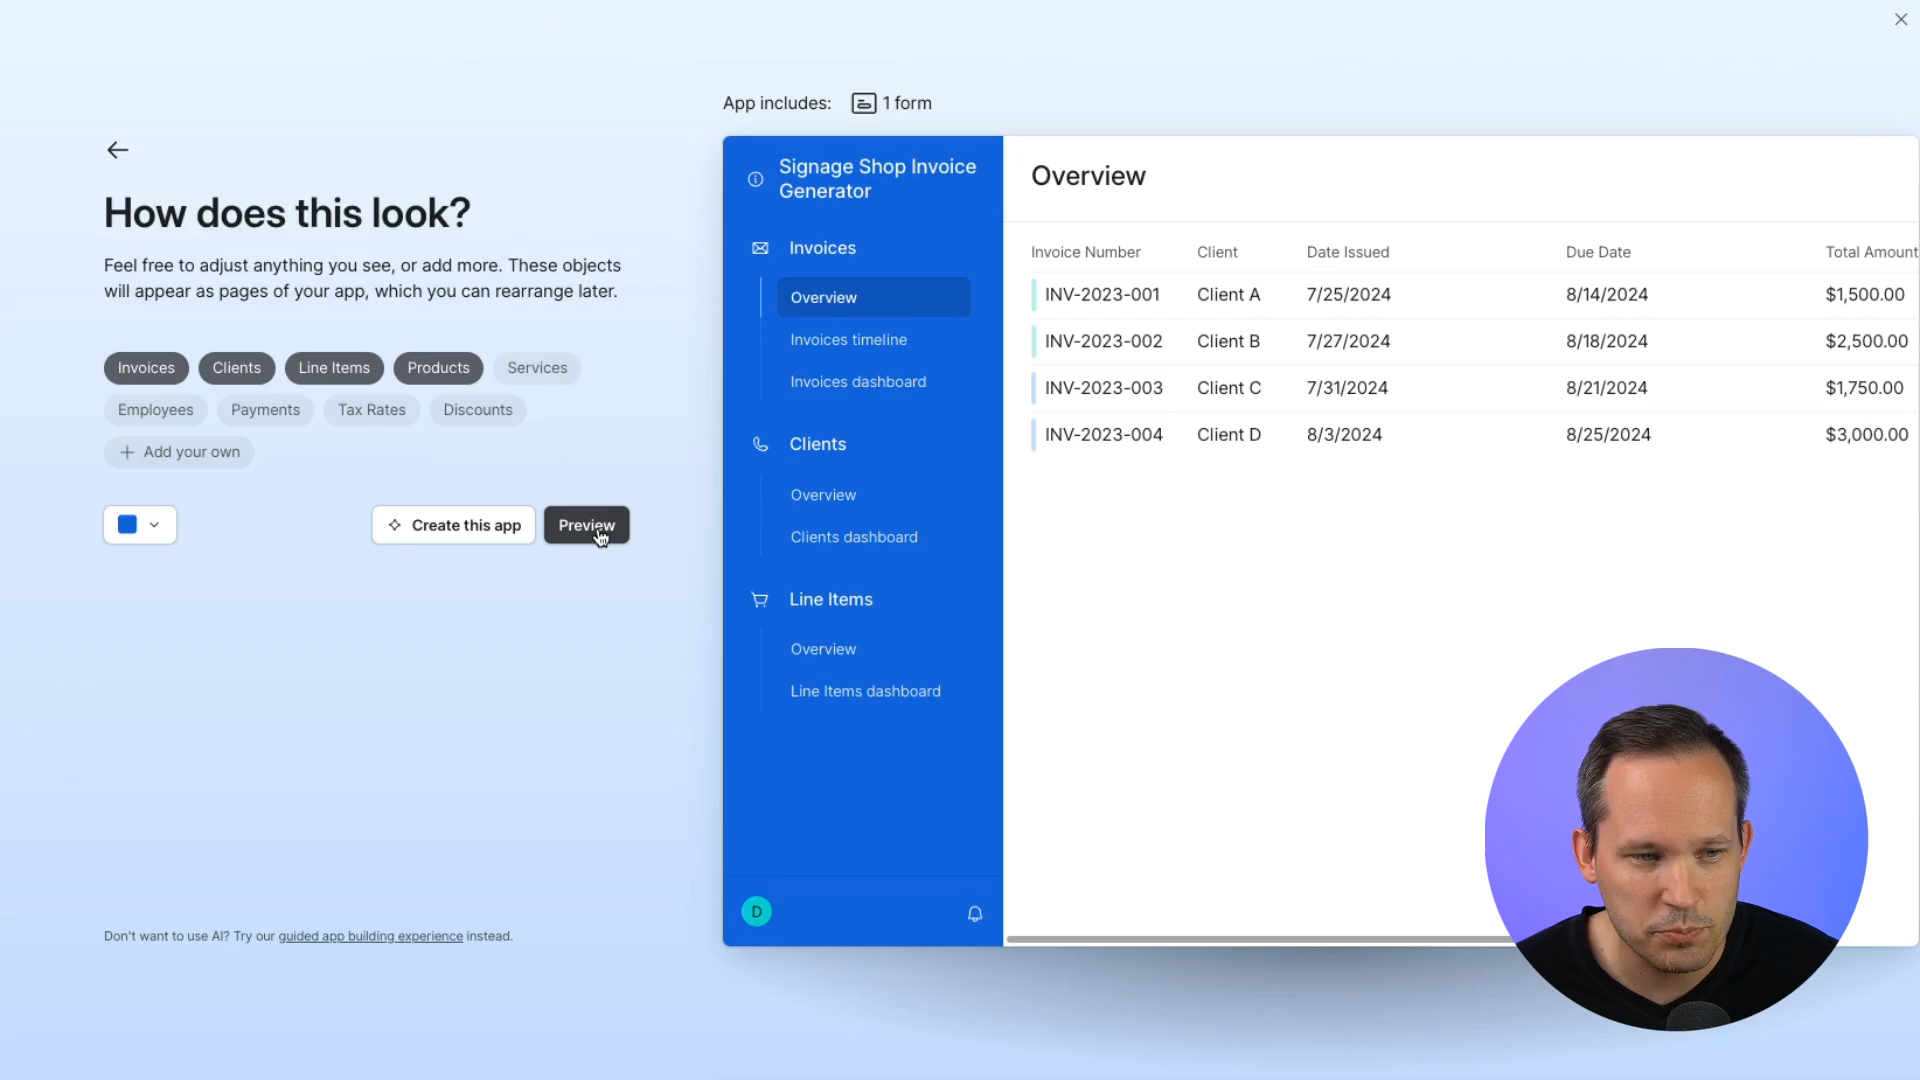 App includes: 1 form
How does this look?
Feel free to adjust anything you see, or add more. These objects
will appear as pages of your app, which you can rearrange later.
Invoices Clients Line Items Products Services
Employees Payments Tax Rates Discounts
+ Add your own
Create this app Preview
Don't want to use AI? Try our guided app building experience instead.
Signage Shop Invoice
Generator
Invoices
Overview
Invoices timeline
Invoices dashboard
Clients
Overview
Clients dashboard
Line Items
Overview
Line Items dashboard
D
Overview
Invoice Number Client Date Issued Due Date Total Amount
INV-2023-001 Client A 7/25/2024 8/14/2024 $1,500.00
INV-2023-002 Client B 7/27/2024 8/18/2024 $2,500.00
INV-2023-003 Client C 7/31/2024 8/21/2024 $1,750.00
INV-2023-004 Client D 8/3/2024 8/25/2024 $3,000.00